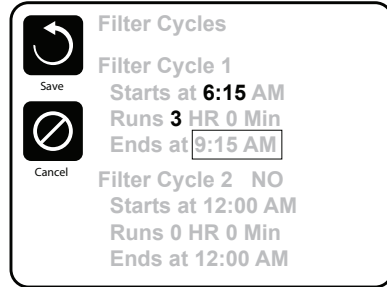 Filter Cycles
Save
Cancel
Filter Cycle 1
Starts at 6:15 AM
Runs 3 HR 0 Min
Ends at 9:15 AM
Filter Cycle 2 NO
Starts at 12:00 AM
Runs 0 HR 0 Min
Ends at 12:00 AM